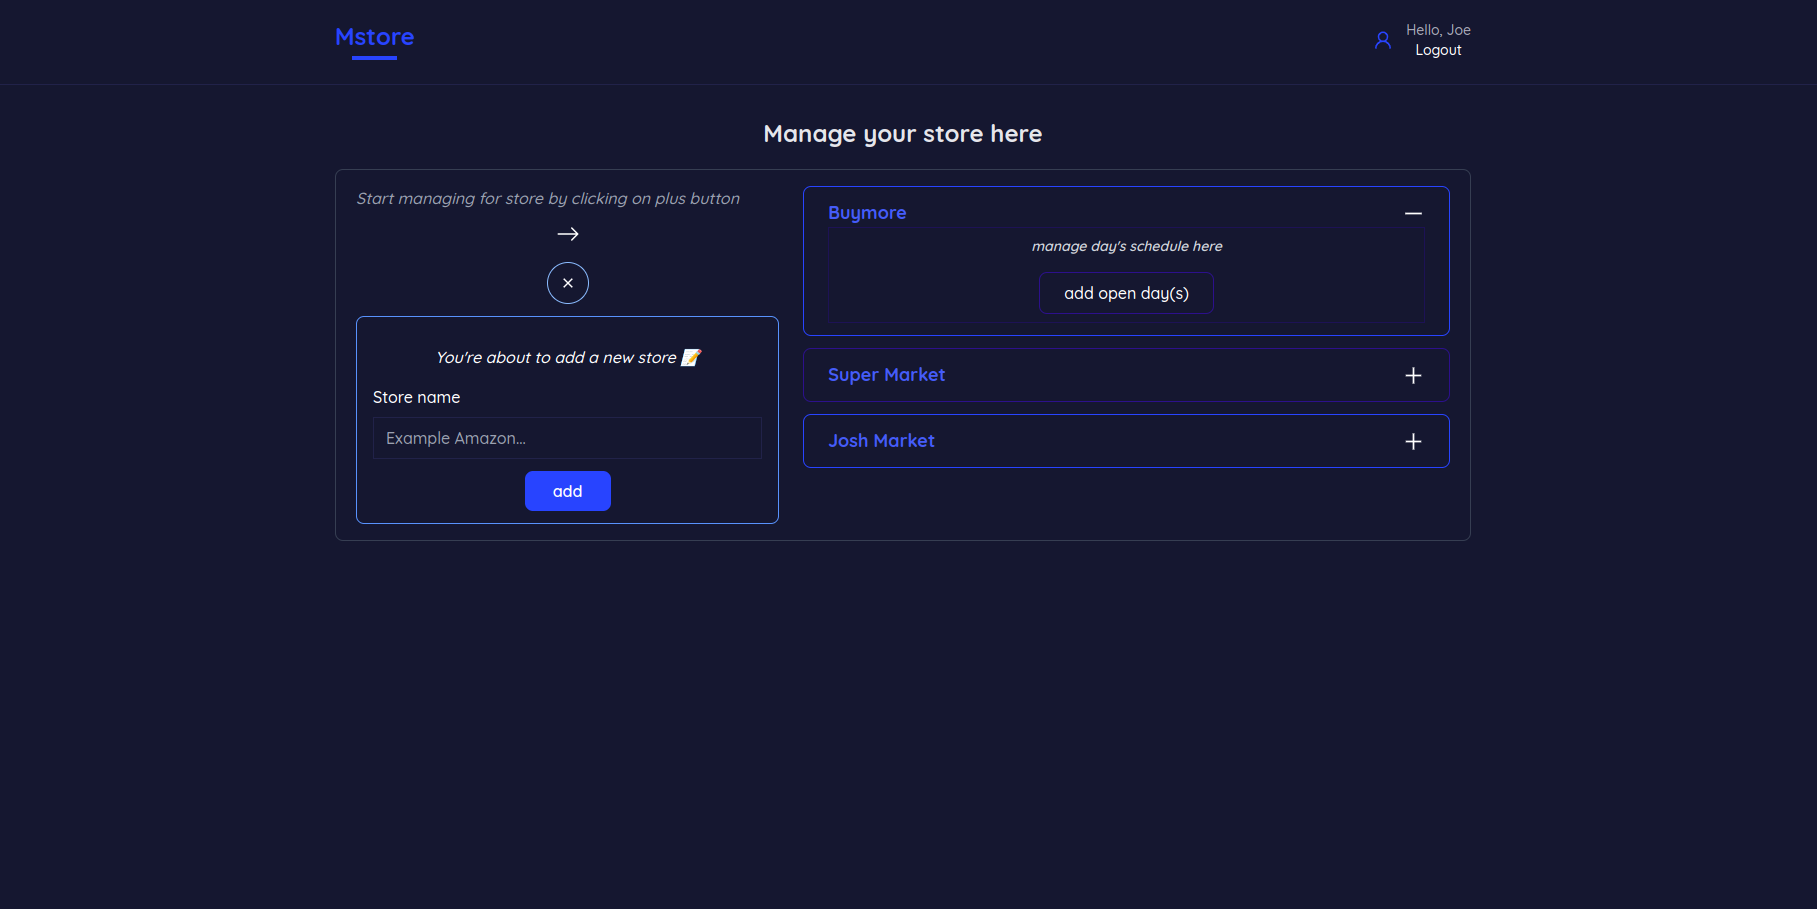 Mstore
Hello, Joe
Logout
Manage your store here
Start managing for store by clicking on plus button
You're about to add a new store 📝
Store name
Example Amazon...
add
Buymore
manage day's schedule here
add open day(s)
Super Market
Josh Market